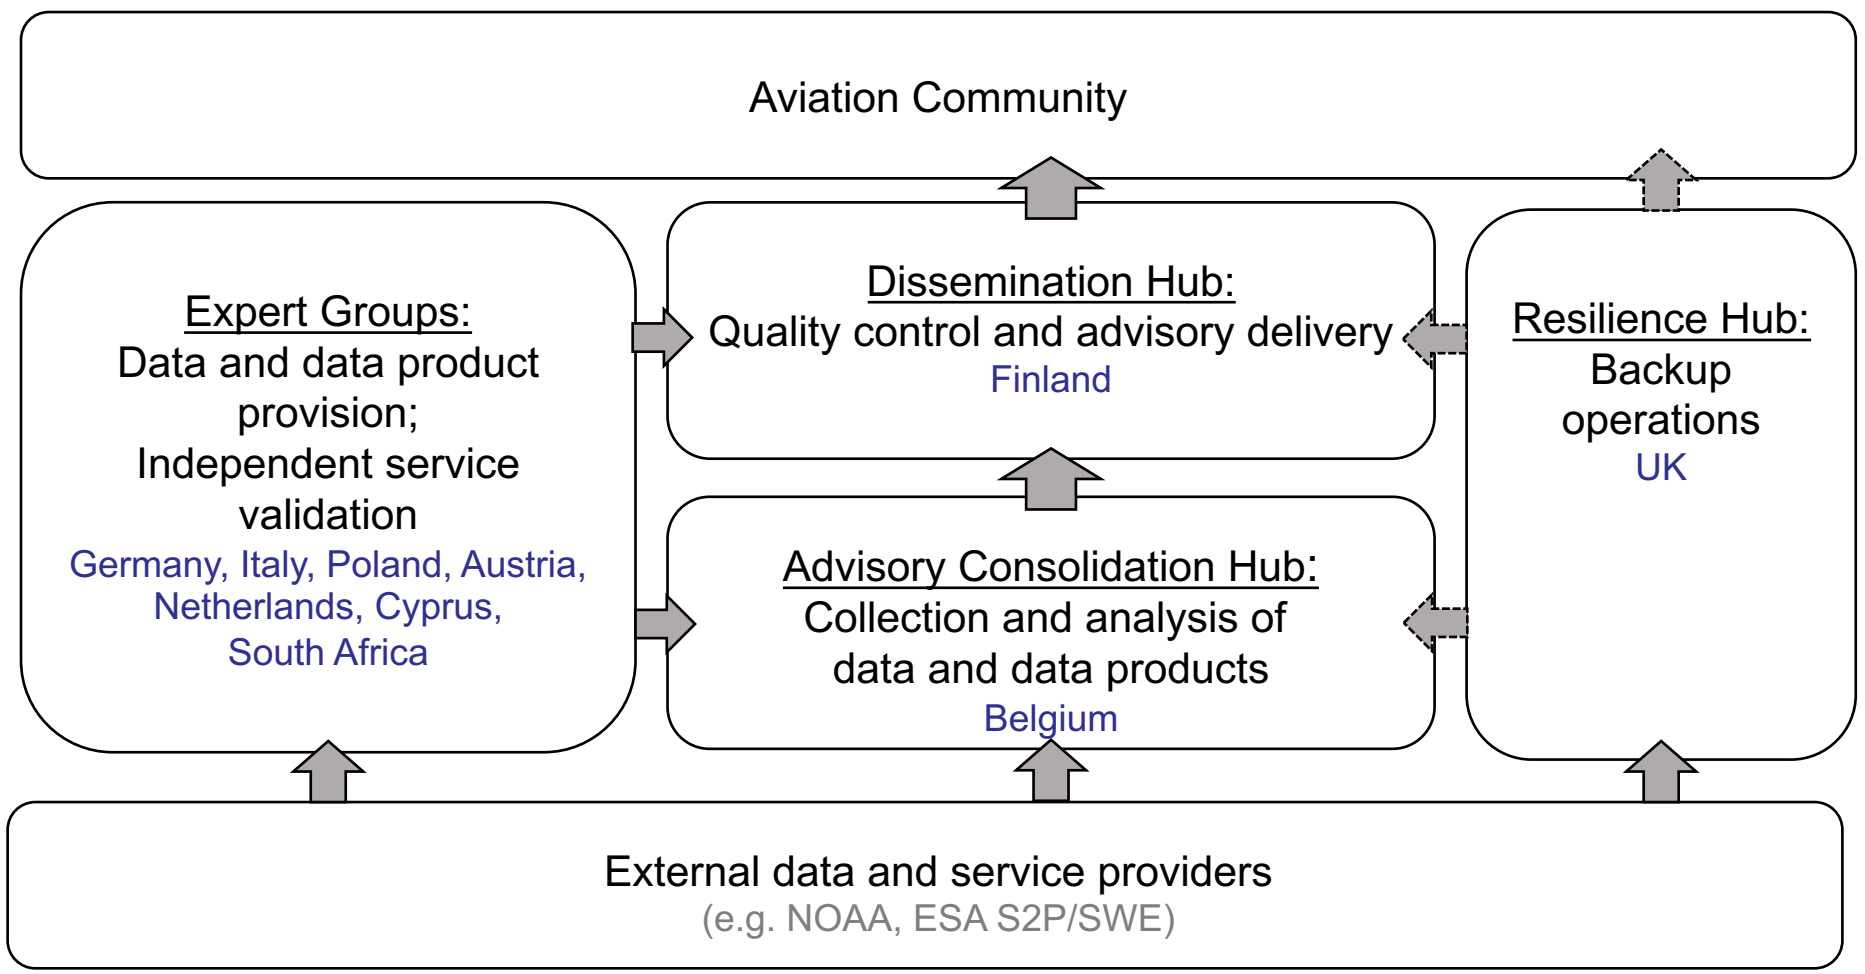 Aviation Community
Expert Groups:
Data and data product
provision;
Independent service
validation
Germany, Italy, Poland, Austria,
Netherlands, Cyprus,
South Africa
Dissemination Hub:
Quality control and advisory delivery
Finland
Advisory Consolidation Hub:
Collection and analysis of
data and data products
Belgium
Resilience Hub:
Backup
operations
UK
External data and service providers
(e.g. NOAA, ESA S2P/SWE)